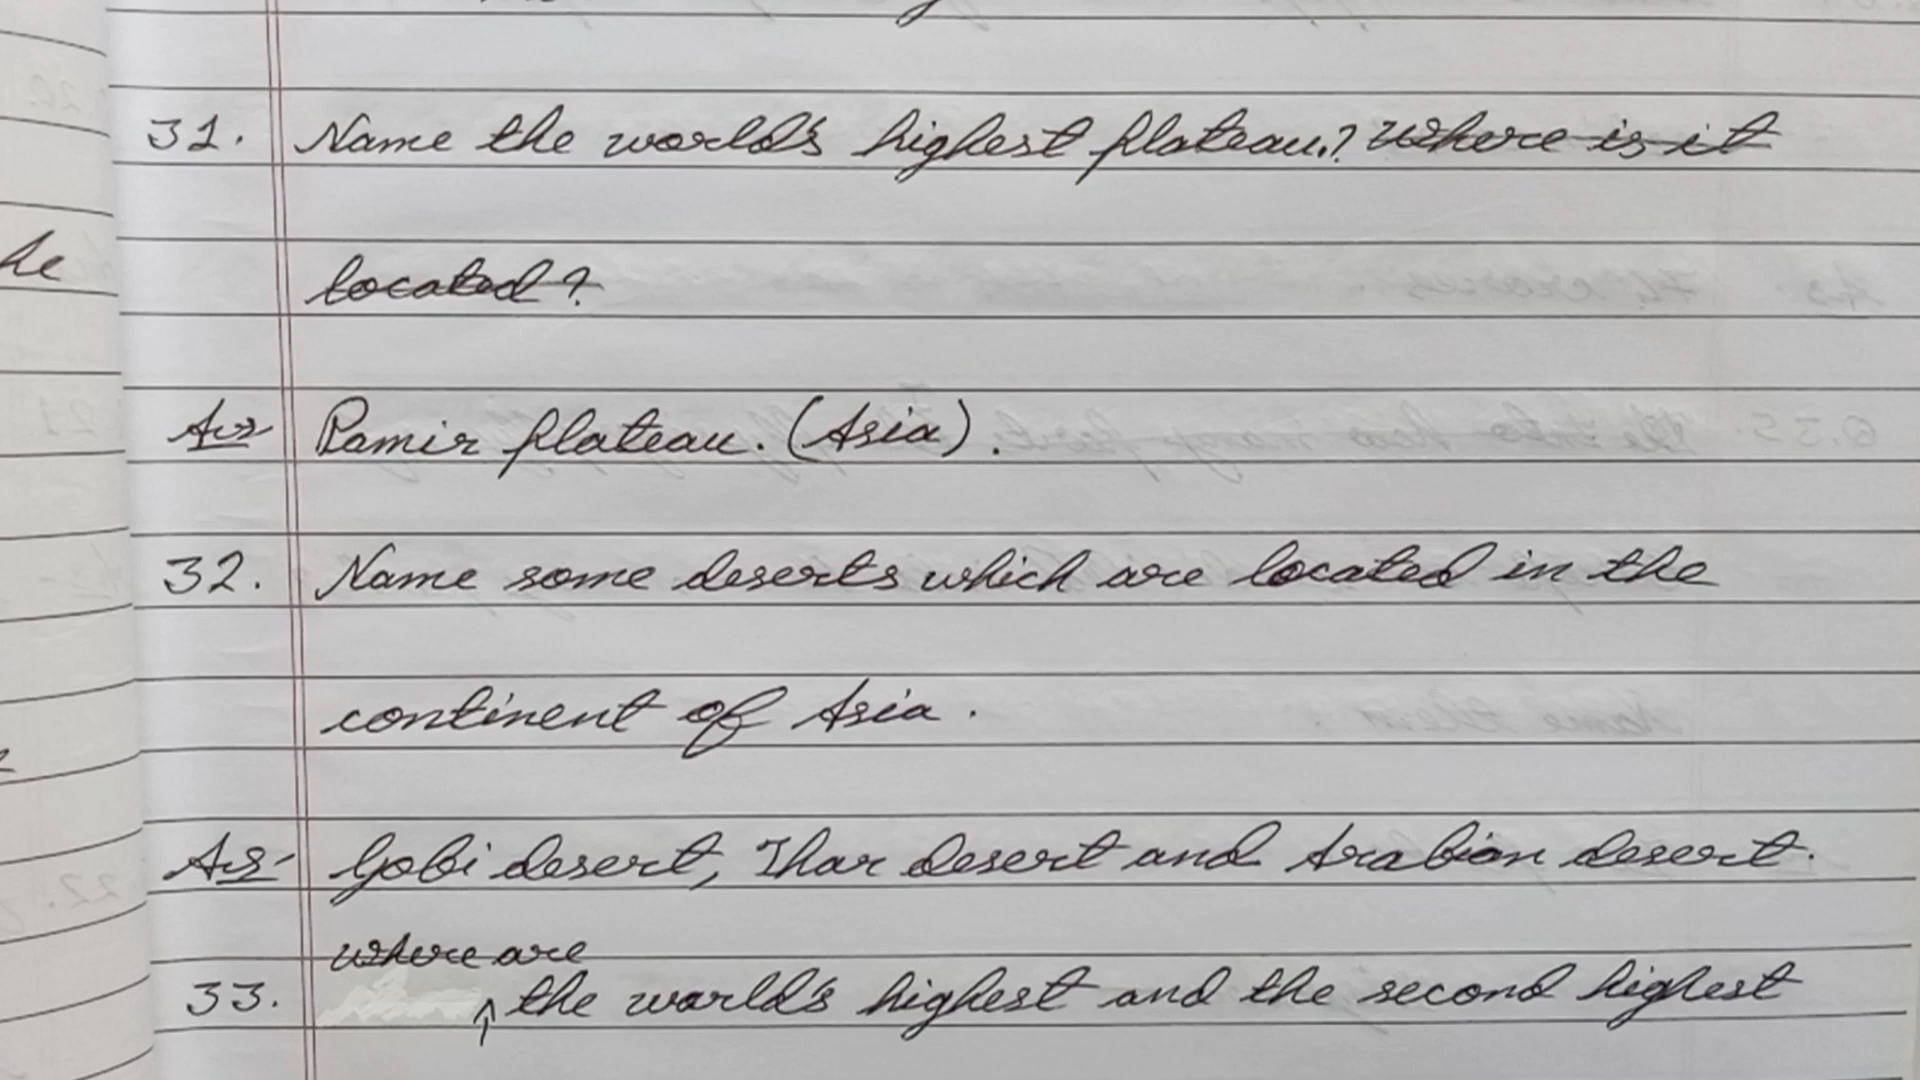 he
31. Name the world's highest plateau.? Where is it
located?
Ans Pamir plateau. (Asia).
32. Name some deserts which are located in the
continent of Asia.
Ans- Gobi desert, Thar desert and Arabian desert.
where are
33. ↑ the world's highest and the second highest